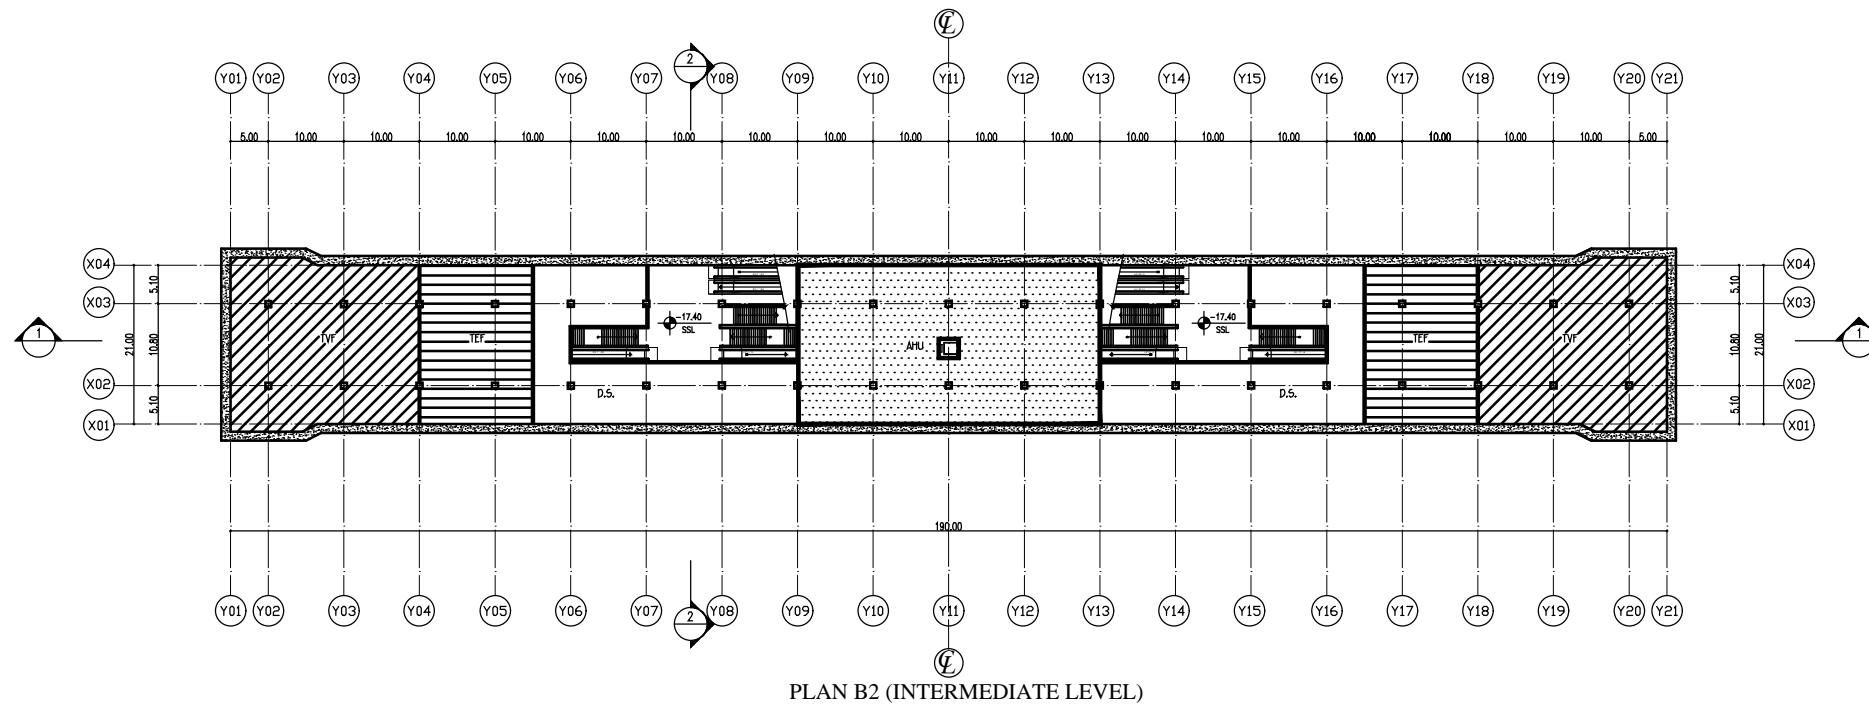 ℄
2
Y01 Y02 Y03 Y04 Y05 Y06 Y07 Y08 Y09 Y10 Y11 Y12 Y13 Y14 Y15 Y16 Y17 Y18 Y19 Y20 Y21
5.00 10.00 10.00 10.00 10.00 10.00 10.00 10.00 10.00 10.00 10.00 10.00 10.00 10.00 10.00 10.00 10.00 10.00 10.00 5.00
X04 X04
5.10 5.10
X03 X03
-17.40 -17.40
SSL SSL
1 TVF TEF AHU TEF TVF 1
21.00 10.80 10.80 21.00
X02 X02
D.S. D.S.
5.10 5.10
X01 X01
190.00
Y01 Y02 Y03 Y04 Y05 Y06 Y07 Y08 Y09 Y10 Y11 Y12 Y13 Y14 Y15 Y16 Y17 Y18 Y19 Y20 Y21
2
℄
PLAN B2 (INTERMEDIATE LEVEL)